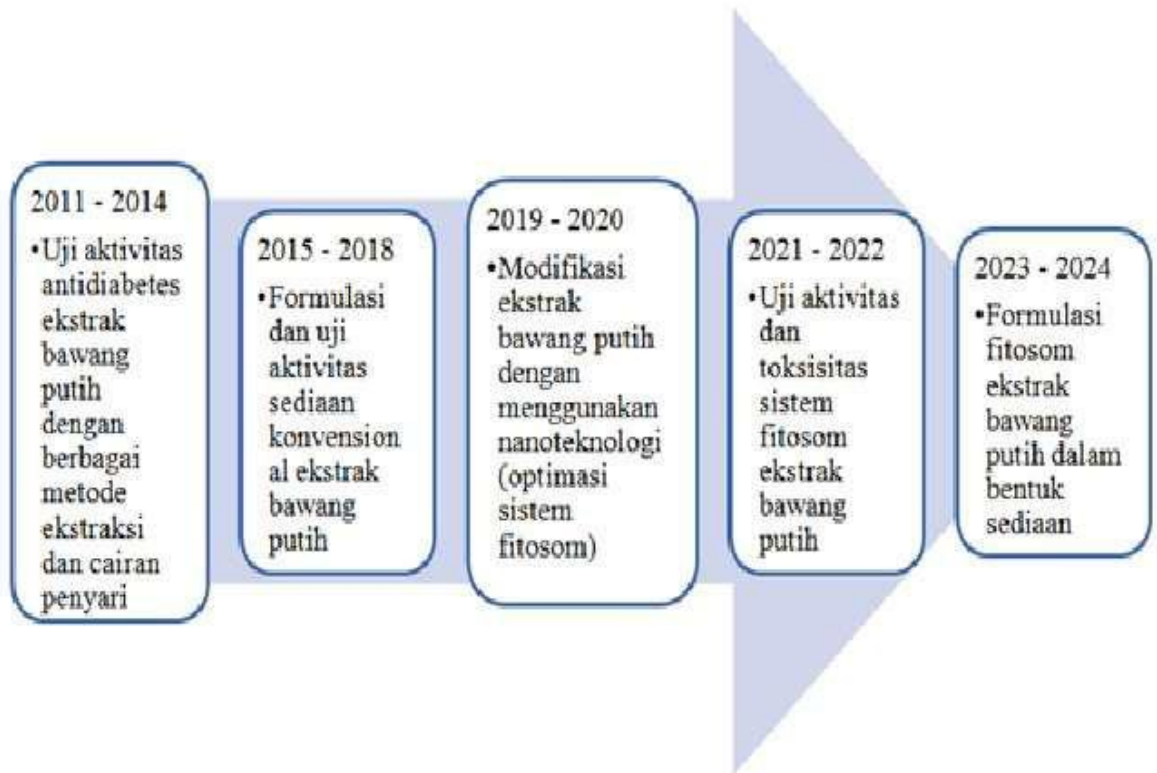 2011 - 2014
•Uji aktivitas
antidiabetes
ekstrak
bawang
putih
dengan
berbagai
metode
ekstraksi
dan cairan
penyari
2015 - 2018
•Formulasi
dan uji
aktivitas
sediaan
konvension
al ekstrak
bawang
putih
2019 - 2020
•Modifikasi
ekstrak
bawang putih
dengan
menggunakan
nanoteknologi
(optimasi
sistem
fitosom)
2021 - 2022
•Uji aktivitas
dan
toksisitas
sistem
fitosom
ekstrak
bawang
putih
2023 - 2024
•Formulasi
fitosom
ekstrak
bawang
putih dalam
bentuk
sediaan